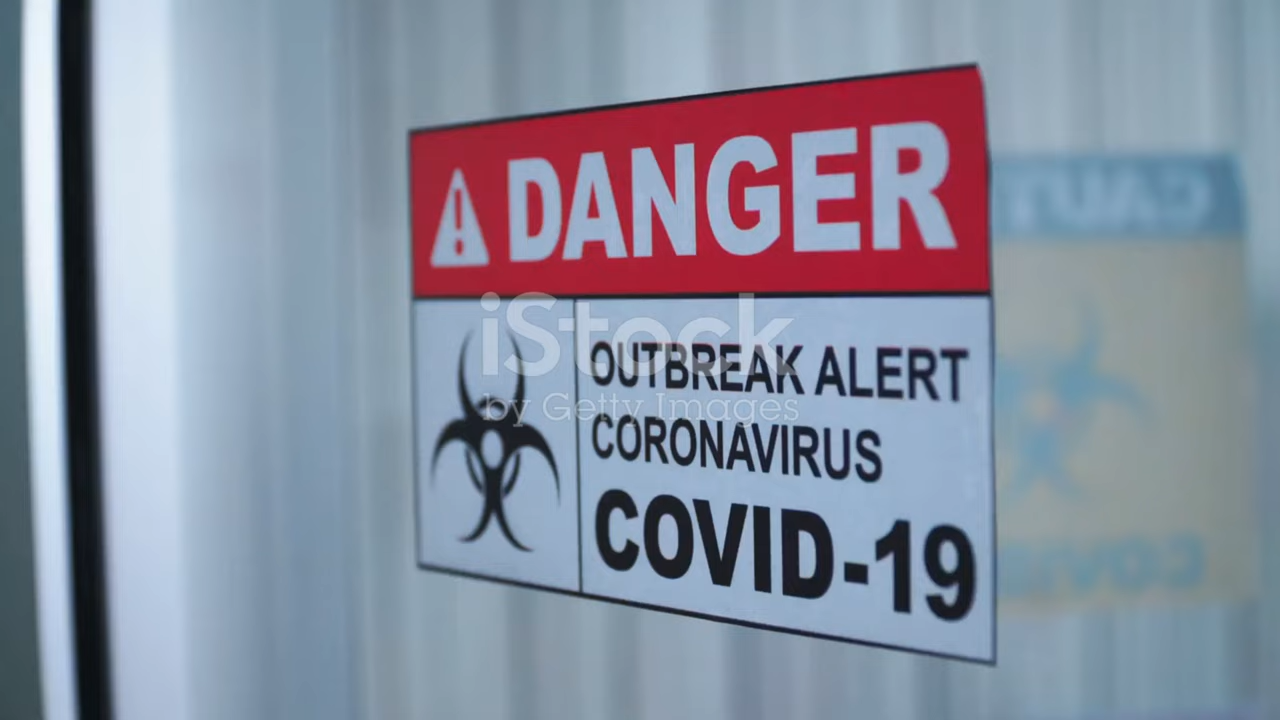 DANGER
OUTBREAK ALERT
CORONAVIRUS
COVID-19
iStock
by Getty Images